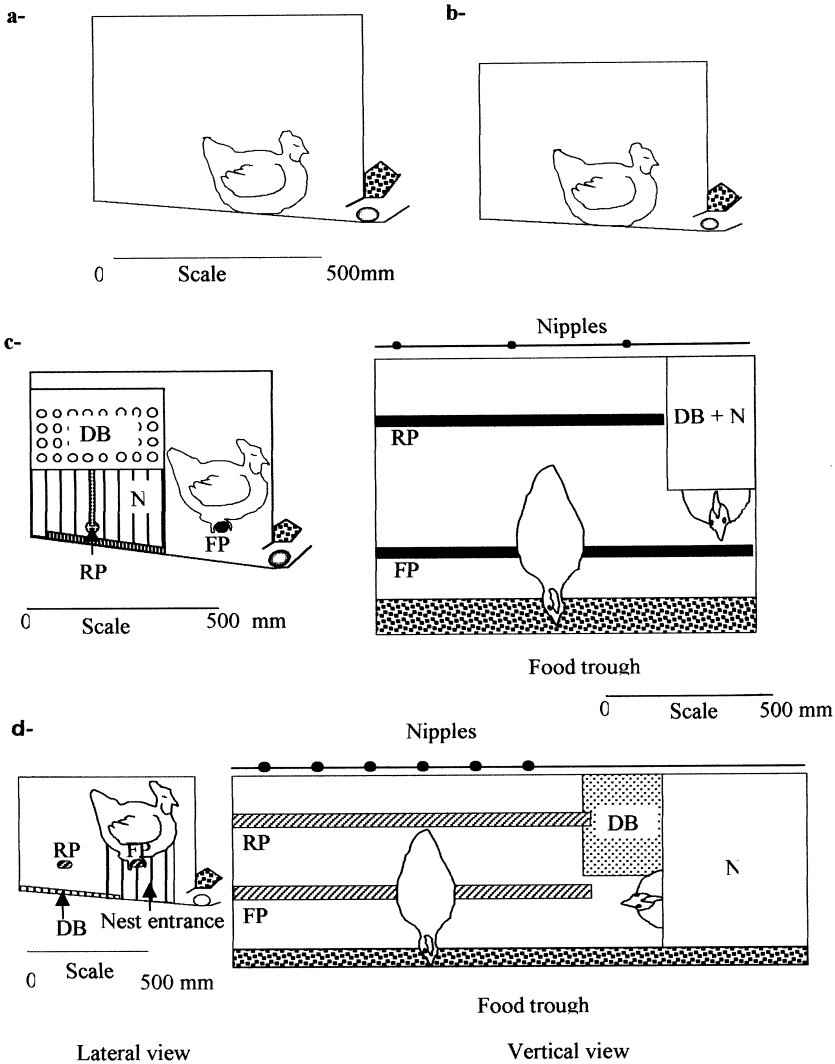 a-
b-
0 Scale 500mm
c-
Nipples
DB
N
FP
RP
0 Scale 500 mm
RP
DB + N
FP
Food trough
0 Scale 500 mm
d-
Nipples
RP
FP
DB
Nest entrance
0 Scale 500 mm
RP
DB
N
FP
Food trough
Lateral view
Vertical view